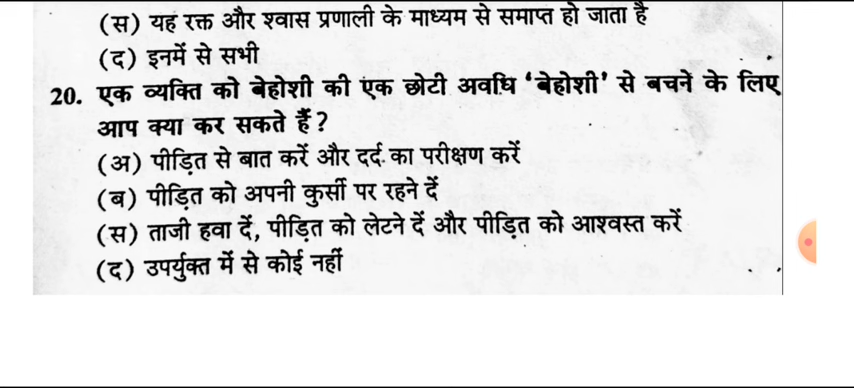 (स) यह रक्त और श्वास प्रणाली के माध्यम से समाप्त हो जाता है
(द) इनमें से सभी
20. एक व्यक्ति को बेहोशी की एक छोटी अवधि ‘बेहोशी’ से बचने के लिए
आप क्या कर सकते हैं?
(अ) पीड़ित से बात करें और दर्द का परीक्षण करें
(ब) पीड़ित को अपनी कुर्सी पर रहने दें
(स) ताजी हवा दें, पीड़ित को लेटने दें और पीड़ित को आश्वस्त करें
(द) उपर्युक्त में से कोई नहीं